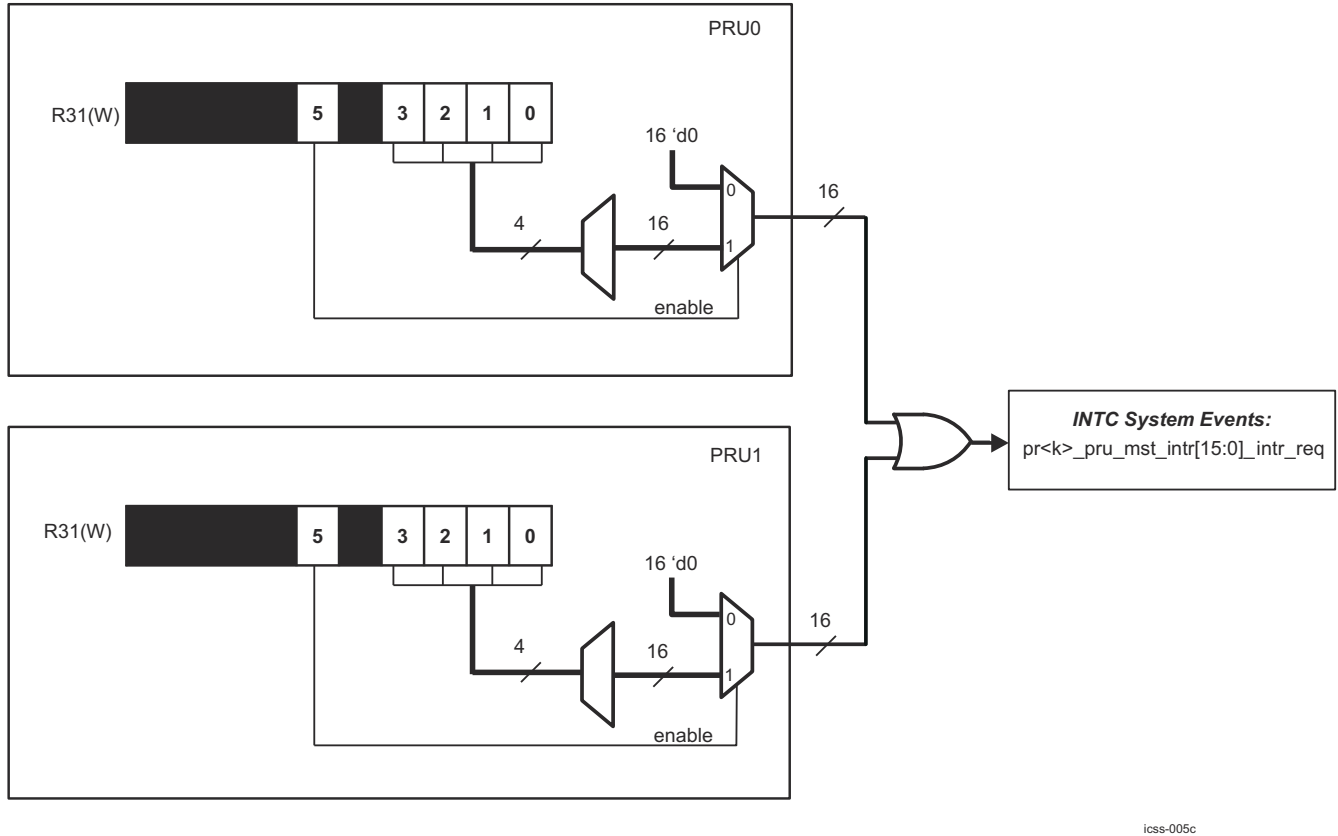 PRU0
R31(W)
5 3 2 1 0
16 ‘d0
0
16
4
16
1
enable
INTC System Events:
pr<k>_pru_mst_intr[15:0]_intr_req
PRU1
R31(W)
5 3 2 1 0
16 ‘d0
0
16
4
16
1
enable
icss-005c